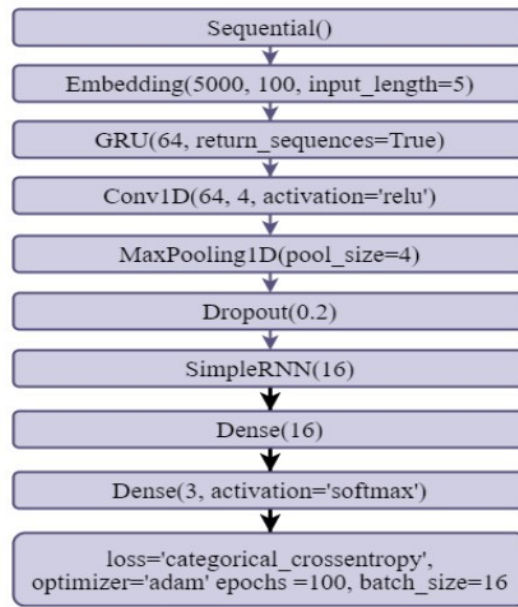 Sequential()
Embedding(5000, 100, input_length=5)
GRU(64, return_sequences=True)
Conv1D(64, 4, activation='relu')
MaxPooling1D(pool_size=4)
Dropout(0.2)
SimpleRNN(16)
Dense(16)
Dense(3, activation='softmax')
loss='categorical_crossentropy',
optimizer='adam' epochs =100, batch_size=16